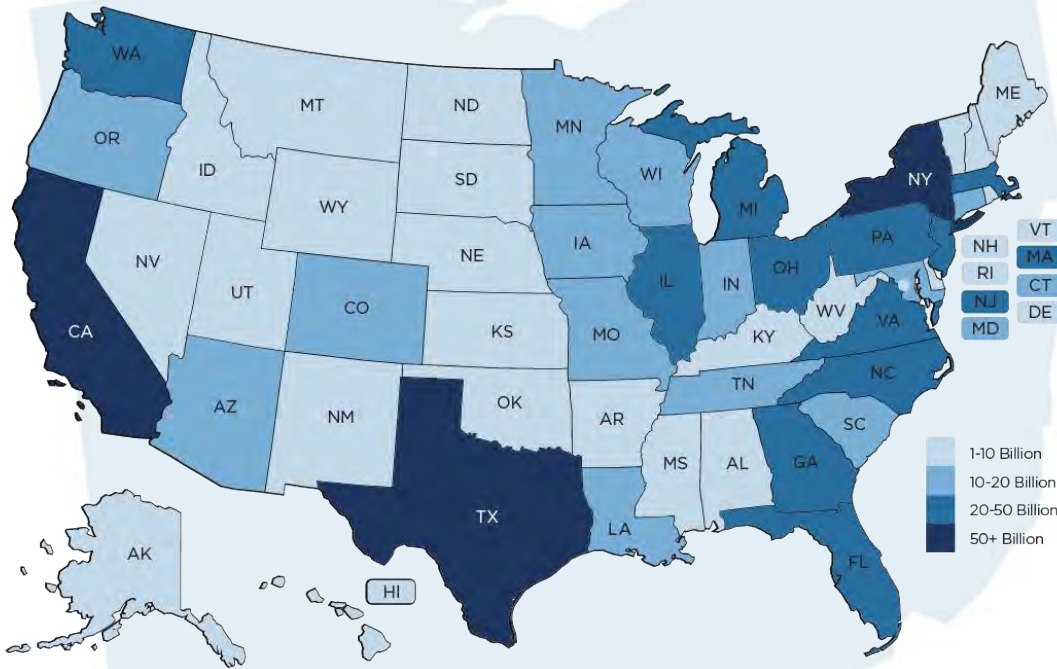 WA
MT
ND
MN
ME
OR
ID
SD
WI
NY
WY
MI
VT
NH
MA
NE
IA
PA
RI
CT
NV
UT
CO
IL
IN
OH
NJ
DE
MD
CA
KS
MO
WV
VA
KY
NC
AZ
NM
OK
AR
TN
SC
MS
AL
GA
1-10 Billion
10-20 Billion
20-50 Billion
50+ Billion
TX
LA
FL
AK
HI